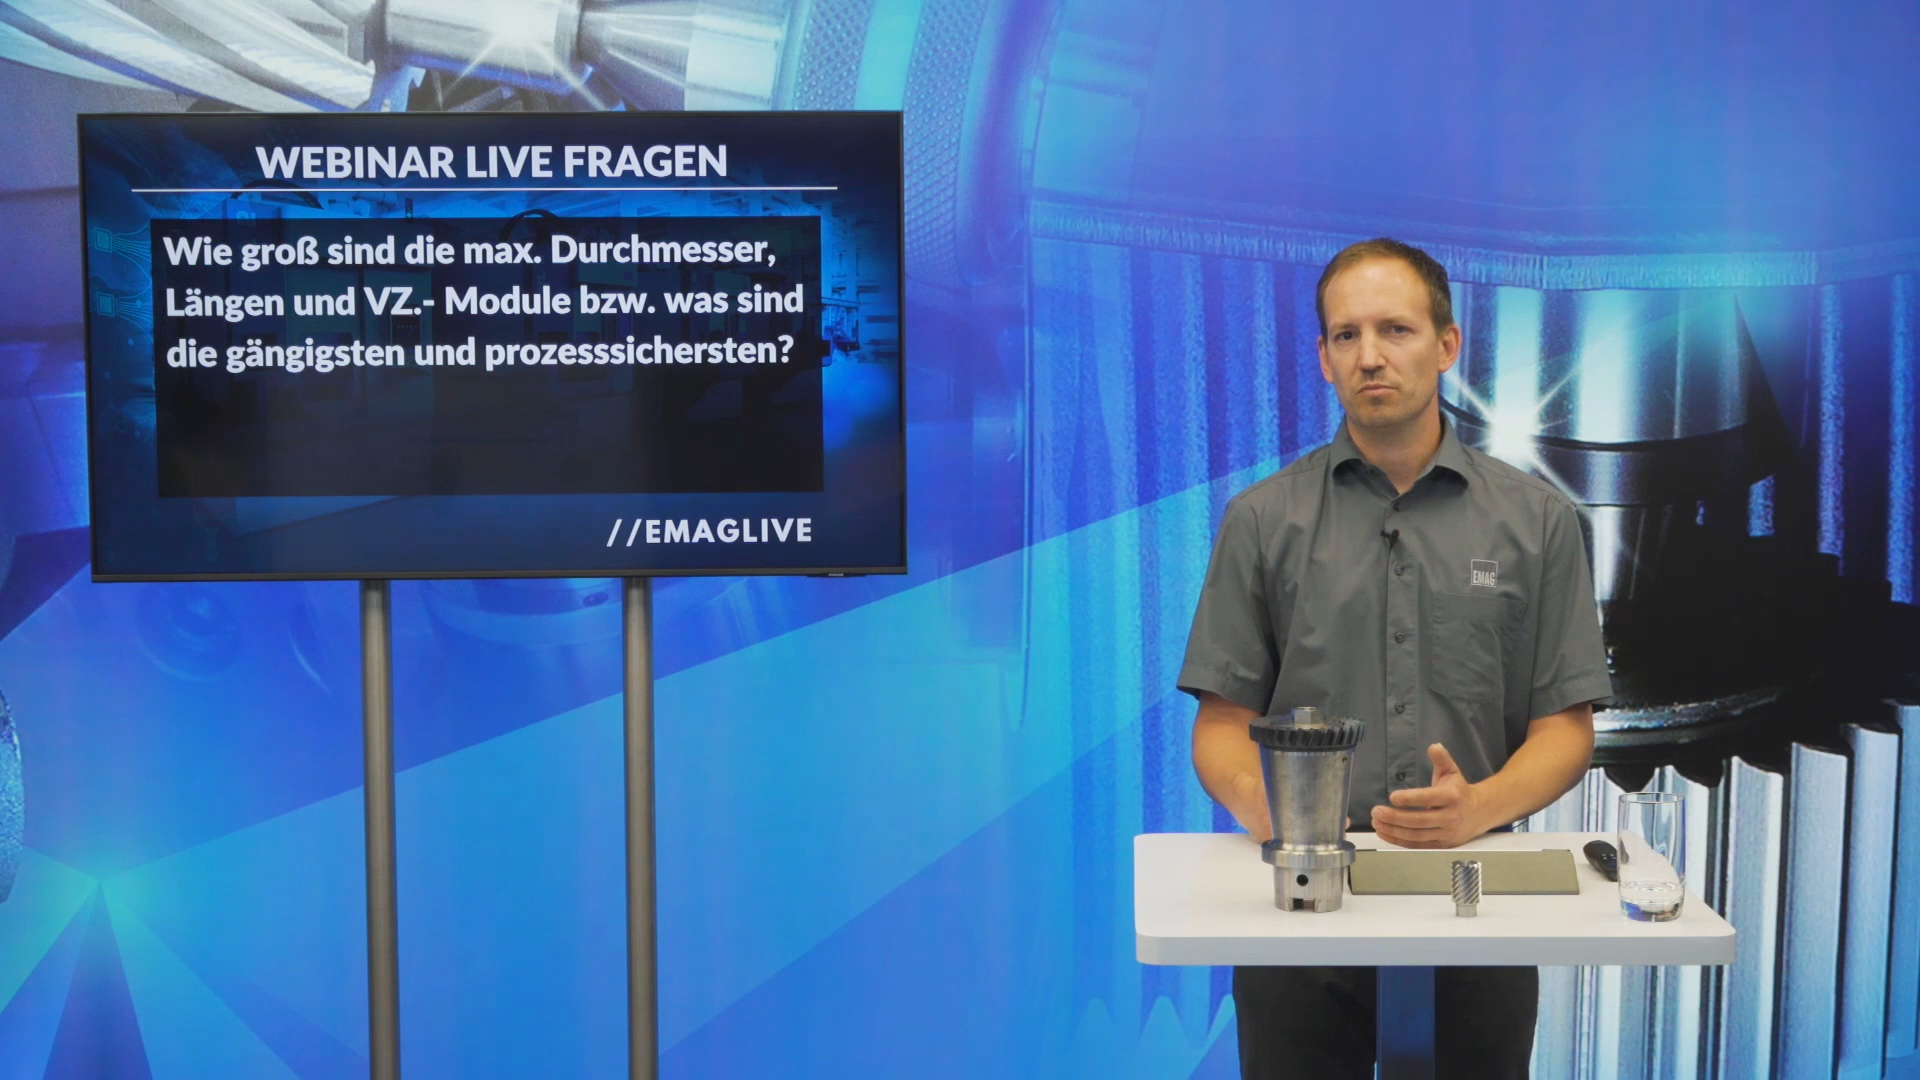 WEBINAR LIVE FRAGEN
Wie groß sind die max. Durchmesser,
Längen und VZ.- Module bzw. was sind
die gängigsten und prozesssichersten?
//EMAGLIVE
EMAG